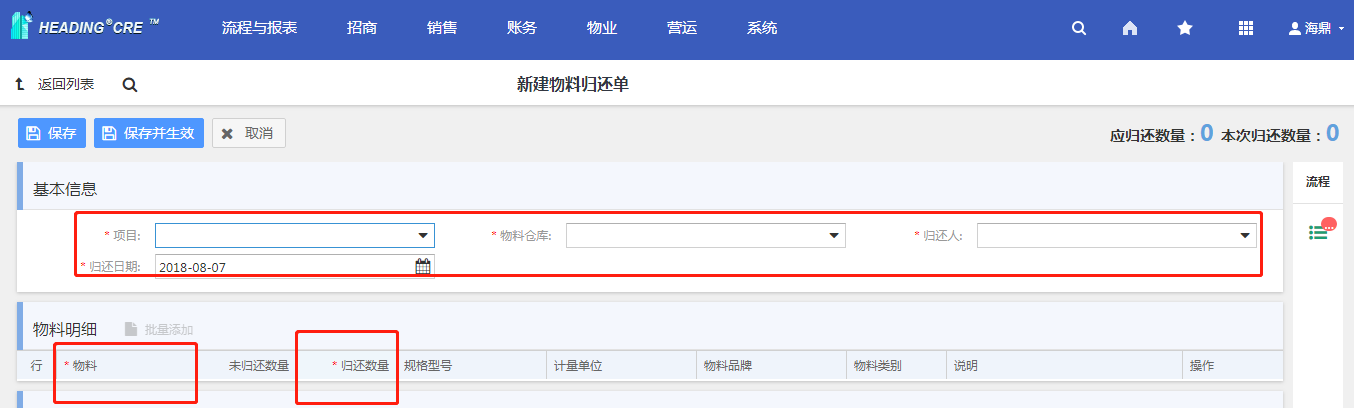 HEADING®CRE ™ 流程与报表 招商 销售 账务 物业 营运 系统 海鼎
返回列表 新建物料归还单
保存 保存并生效 取消 应归还数量：0 本次归还数量：0
基本信息 流程
* 项目: * 物料仓库: * 归还人:
* 归还日期: 2018-08-07
物料明细 批量添加
行 * 物料 未归还数量 * 归还数量 规格型号 计量单位 物料品牌 物料类别 说明 操作